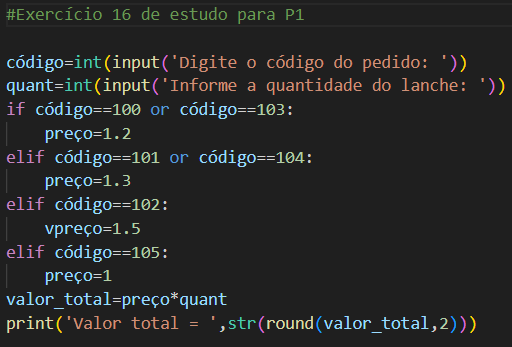 #Exercício 16 de estudo para P1

código=int(input('Digite o código do pedido: '))
quant=int(input('Informe a quantidade do lanche: '))
if código==100 or código==103:
    preço=1.2
elif código==101 or código==104:
    preço=1.3
elif código==102:
    vpreço=1.5
elif código==105:
    preço=1
valor_total=preço*quant
print('Valor total = ',str(round(valor_total,2)))